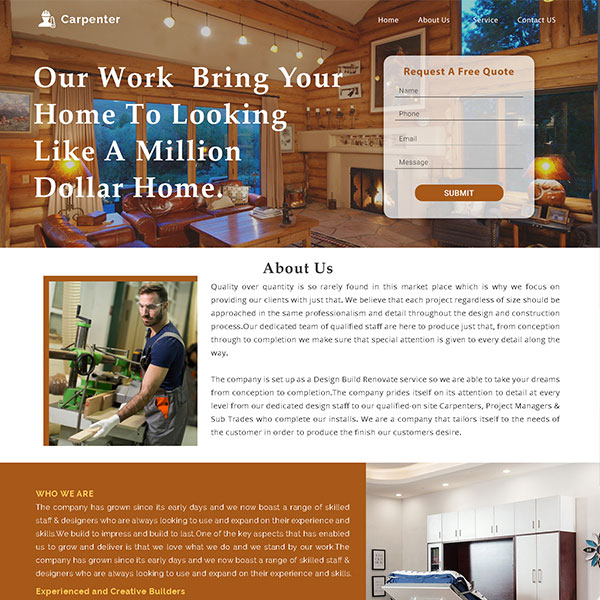 Carpenter
Home About Us Service Contact US
Our Work Bring Your
Home To Looking
Like A Million
Dollar Home.
Request A Free Quote
Name
Phone
Email
Message
SUBMIT
About Us
Quality over quantity is so rarely found in this market place which is why we focus on
providing our clients with just that. We believe that each project regardless of size should be
approached in the same professionalism and detail throughout the design and construction
process.Our dedicated team of qualified staff are here to produce just that, from conception
through to completion we make sure that special attention is given to every detail along the
way.
The company is set up as a Design Build Renovate service so we are able to take your dreams
from conception to completion.The company prides itself on its attention to detail at every
level from our dedicated design staff to our qualified-on site Carpenters, Project Managers &
Sub Trades who complete our installs. We are a company that tailors itself to the needs of
the customer in order to produce the finish our customers desire.
WHO WE ARE
The company has grown since its early days and we now boast a range of skilled
staff & designers who are always looking to use and expand on their experience and
skills.We build to impress and build to last.One of the key aspects that has enabled
us to grow and deliver is that we love what we do and we stand by our work.The
company has grown since its early days and we now boast a range of skilled staff &
designers who are always looking to use and expand on their experience and skills.
Experienced and Creative Builders